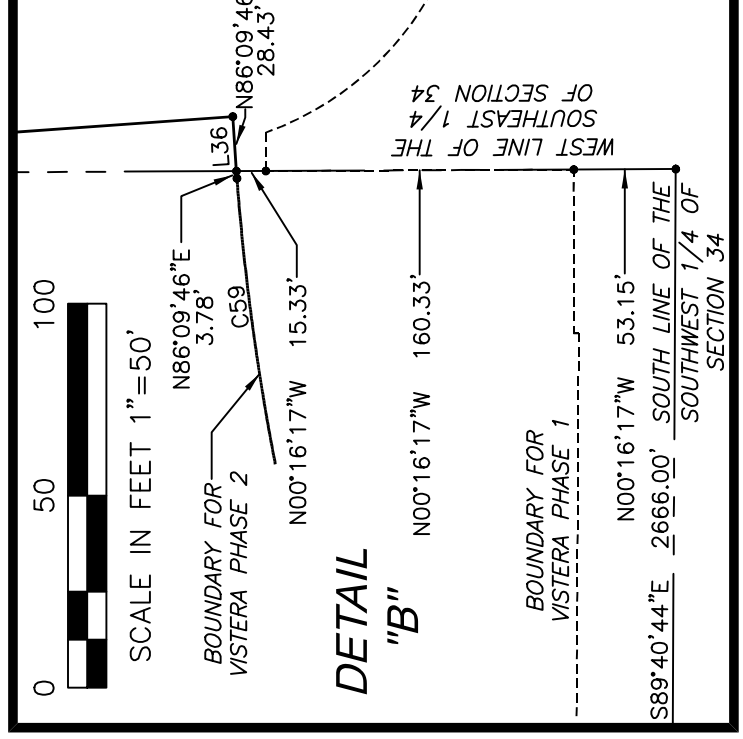 0
50
100
SCALE IN FEET 1"=50'
N86°09'46
28.43'
L36
N86°09'46"E
3.78'
C59
BOUNDARY FOR
VISTERA PHASE 2
N00°16'17"W 15.33'
DETAIL
"B"
N00°16'17"W 160.33'
WEST LINE OF THE
SOUTHEAST 1/4
OF SECTION 34
BOUNDARY FOR
VISTERA PHASE 1
N00°16'17"W 53.15'
S89°40'44"E 2666.00'
SOUTH LINE OF THE
SOUTHWEST 1/4 OF
SECTION 34